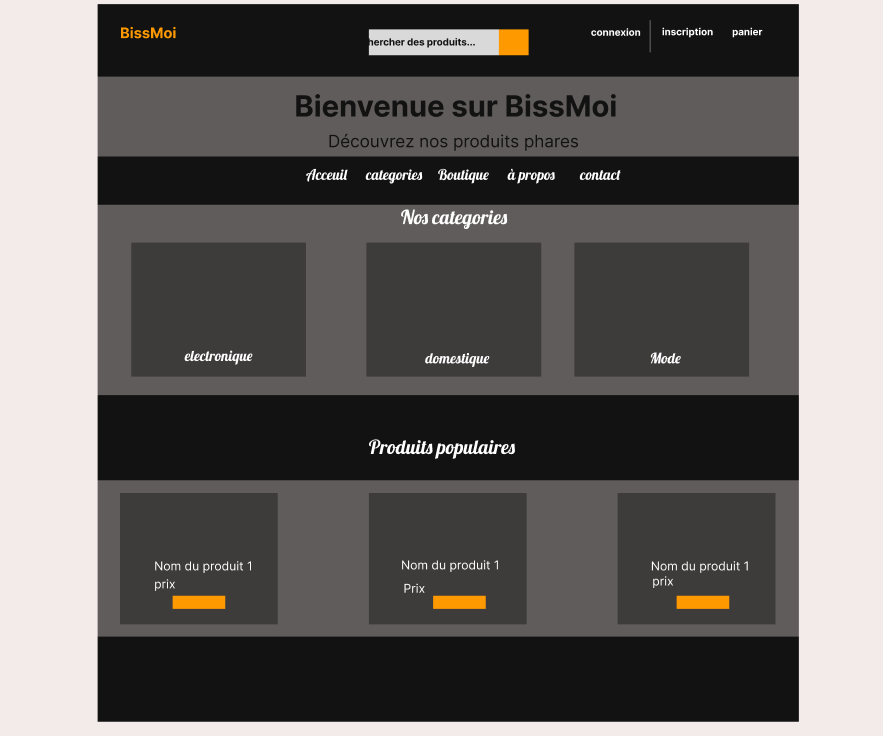 BissMoi
hercher des produits...
connexion
inscription
panier
Bienvenue sur BissMoi
Découvrez nos produits phares
Acceuil categories Boutique à propos contact
Nos categories
electronique
domestique
Mode
Produits populaires
Nom du produit 1
prix
Nom du produit 1
Prix
Nom du produit 1
prix